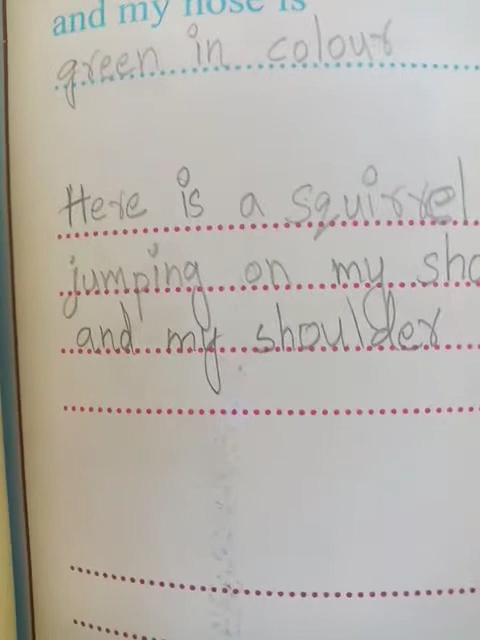 and my nose is
green in colour
Here is a squirrel
jumping on my
and my shoulder